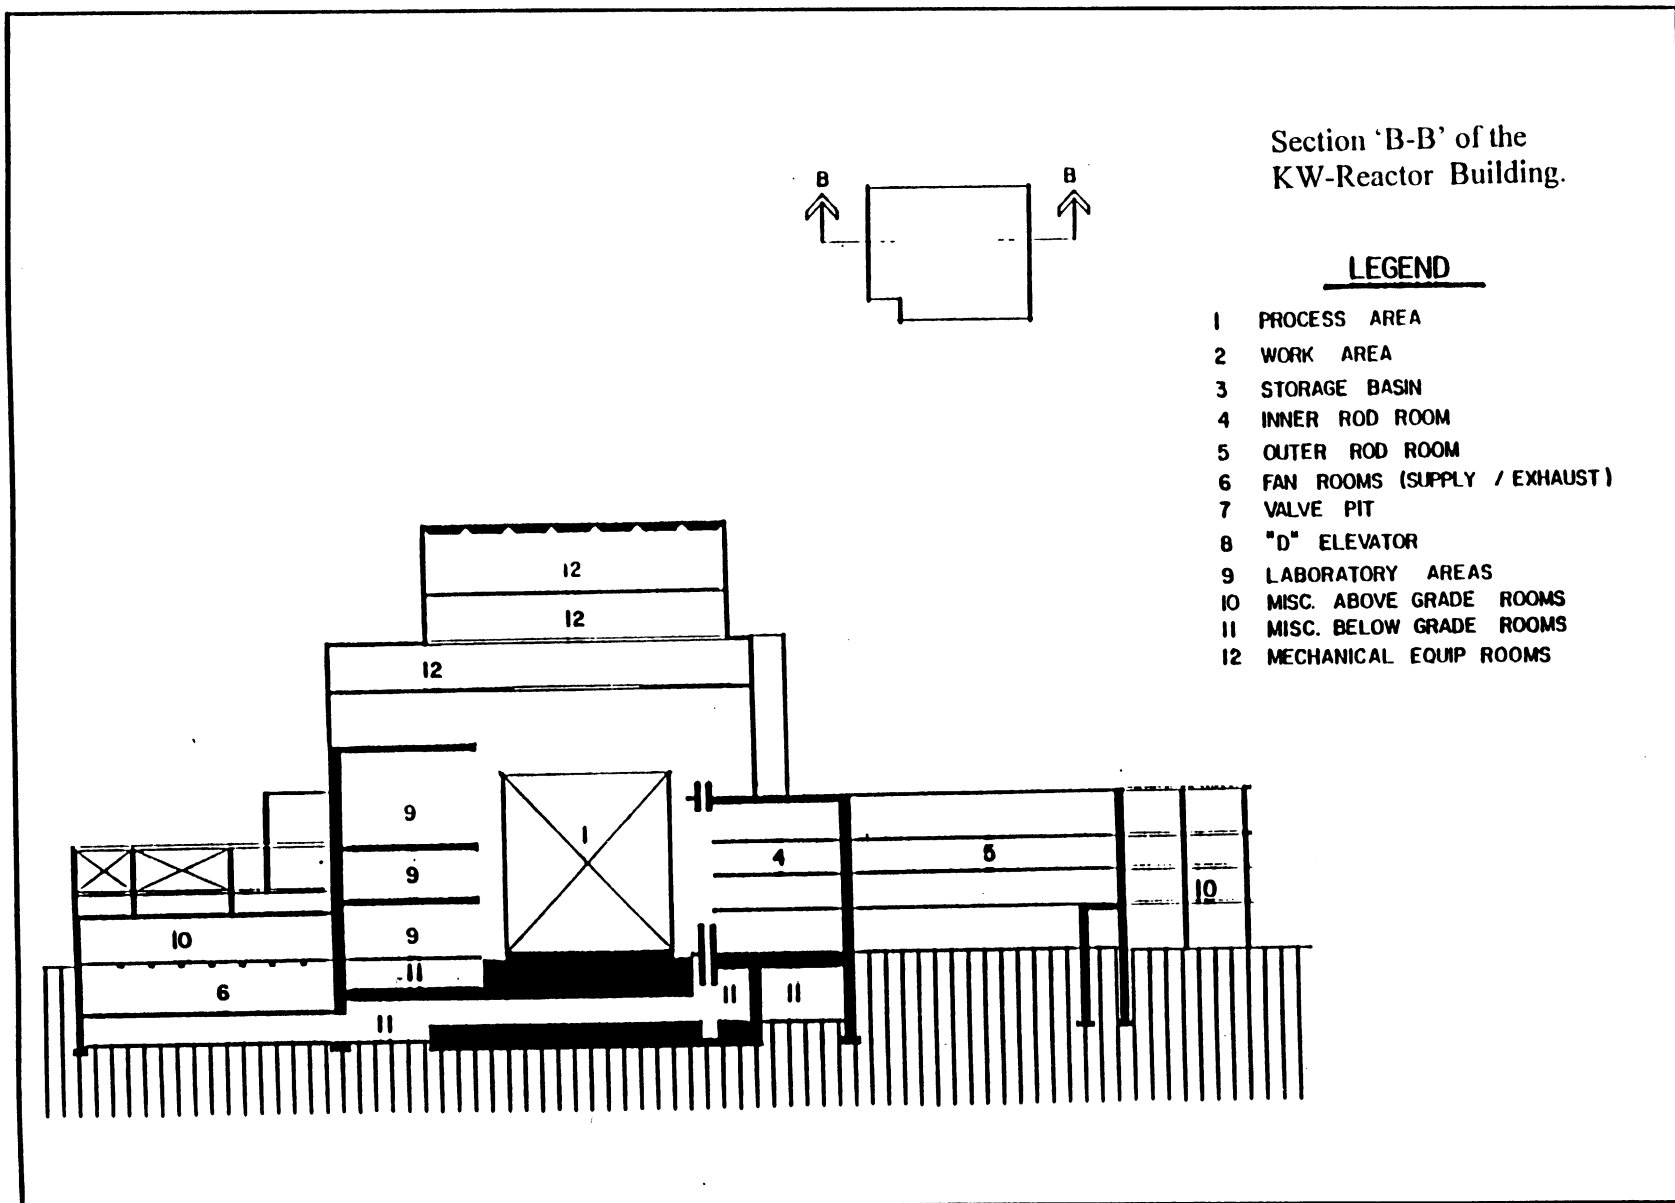 Section ‘B-B’ of the
KW-Reactor Building.
B
B
LEGEND
1 PROCESS AREA
2 WORK AREA
3 STORAGE BASIN
4 INNER ROD ROOM
5 OUTER ROD ROOM
6 FAN ROOMS (SUPPLY / EXHAUST)
7 VALVE PIT
8 "D" ELEVATOR
9 LABORATORY AREAS
10 MISC. ABOVE GRADE ROOMS
11 MISC. BELOW GRADE ROOMS
12 MECHANICAL EQUIP ROOMS
12
12
12
9
1
4
5
9
10
10
9
11
6
11
11
11